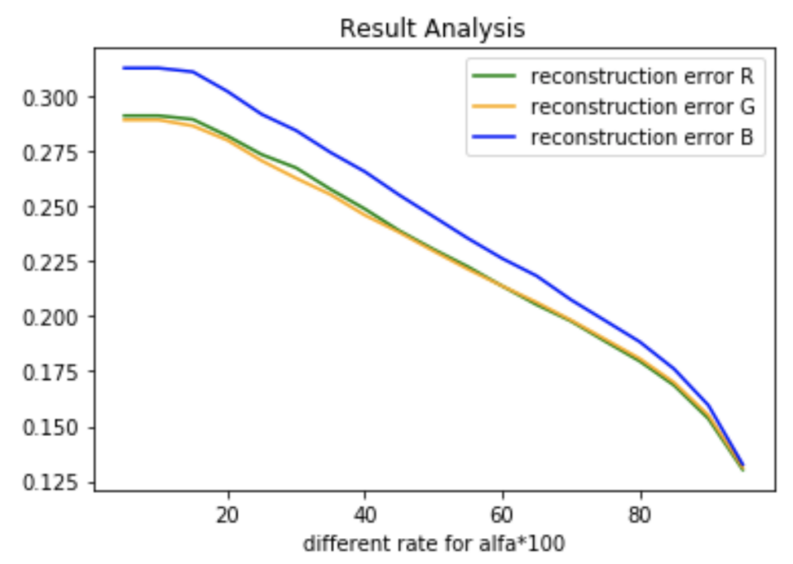 Result Analysis
reconstruction error R
reconstruction error G
reconstruction error B
0.300
0.275
0.250
0.225
0.200
0.175
0.150
0.125
20 40 60 80
different rate for alfa*100